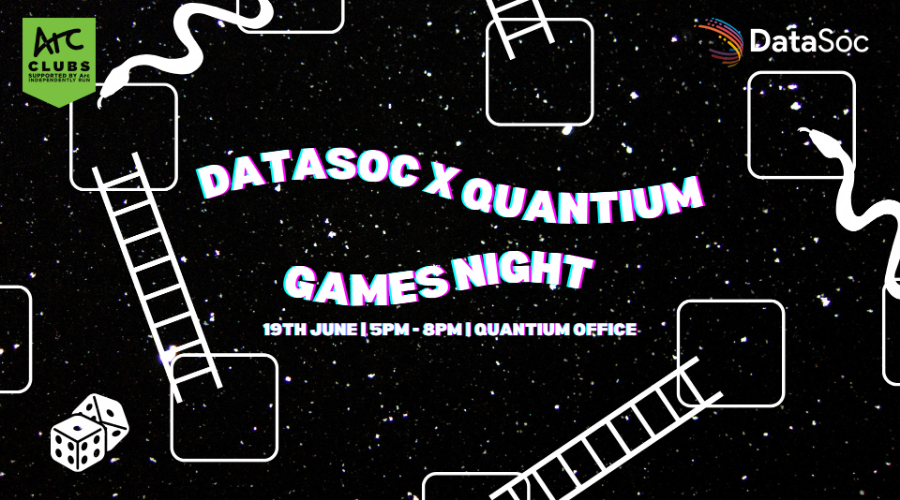 Arc
CLUBS
SUPPORTED BY Arc
INDEPENDENTLY RUN
DataSoc
DATASOC X QUANTIUM
GAMES NIGHT
19TH JUNE | 5PM - 8PM | QUANTIUM OFFICE